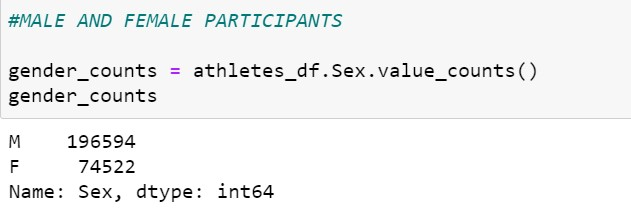 #MALE AND FEMALE PARTICIPANTS
gender_counts = athletes_df.Sex.value_counts()
gender_counts
M    196594
F     74522
Name: Sex, dtype: int64